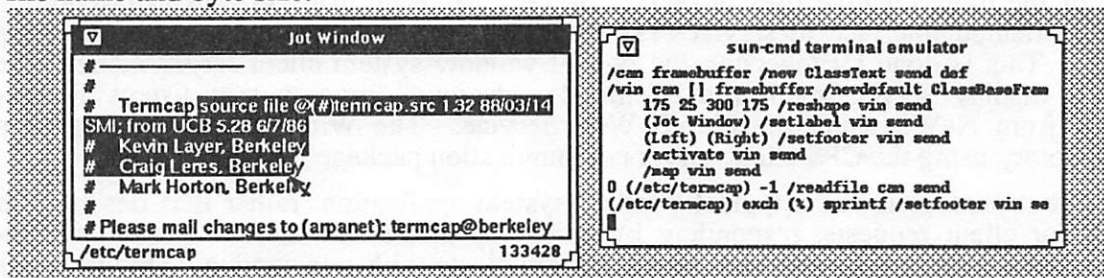 Jot Window
#
#
# Termcap source file @(#)termcap.src 1.32 88/03/14
SMI; from UCB 5.28 6/7/86
# Kevin Layer, Berkeley
# Craig Leres, Berkeley
# Mark Horton, Berkeley
#
# Please mail changes to (arpanet): termcap@berkeley
/etc/termcap 133428
sun-cmd terminal emulator
/can framebuffer /new ClassText send def
/win can [] framebuffer /newdefault ClassBaseFram
175 25 300 175 /reshape win send
(Jot Window) /setlabel win send
(Left) (Right) /setfooter win send
/activate win send
/map win send
0 (/etc/termcap) -1 /readfile can send
(/etc/termcap) exch (%) sprintf /setfooter win se